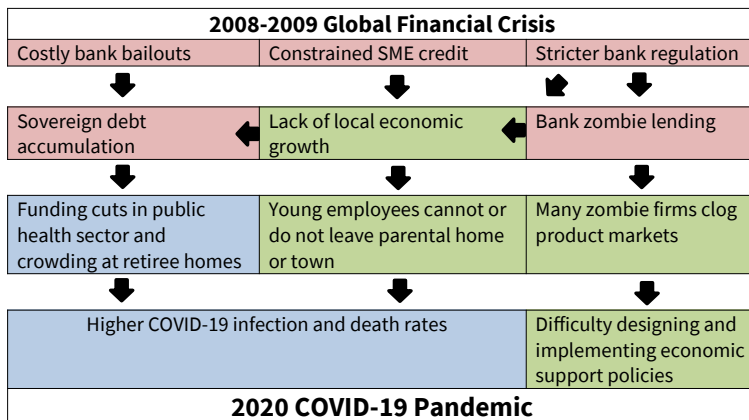 2008-2009 Global Financial Crisis
Costly bank bailouts
Constrained SME credit
Stricter bank regulation
Sovereign debt
accumulation
Lack of local economic
growth
Bank zombie lending
Funding cuts in public
health sector and
crowding at retiree homes
Young employees cannot or
do not leave parental home
or town
Many zombie firms clog
product markets
Higher COVID-19 infection and death rates
Difficulty designing and
implementing economic
support policies
2020 COVID-19 Pandemic